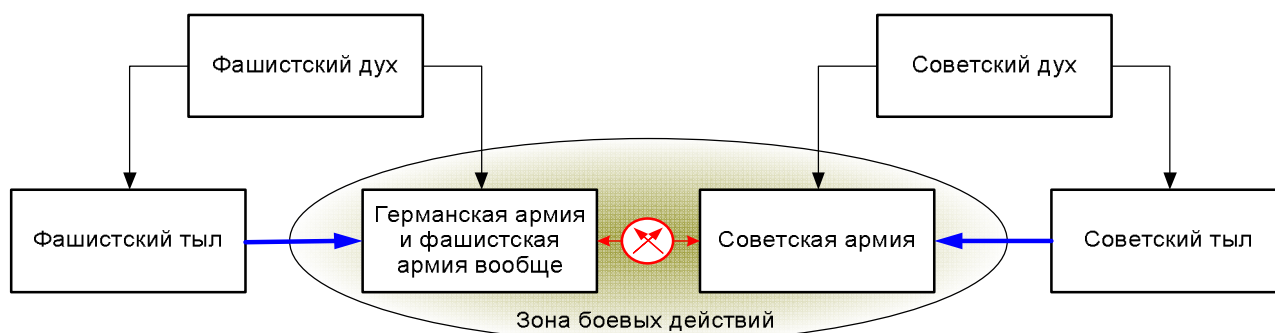 Фашистский дух
Советский дух
Фашистский тыл
Германская армия
и фашистская
армия вообще
Советская армия
Советский тыл
Зона боевых действий